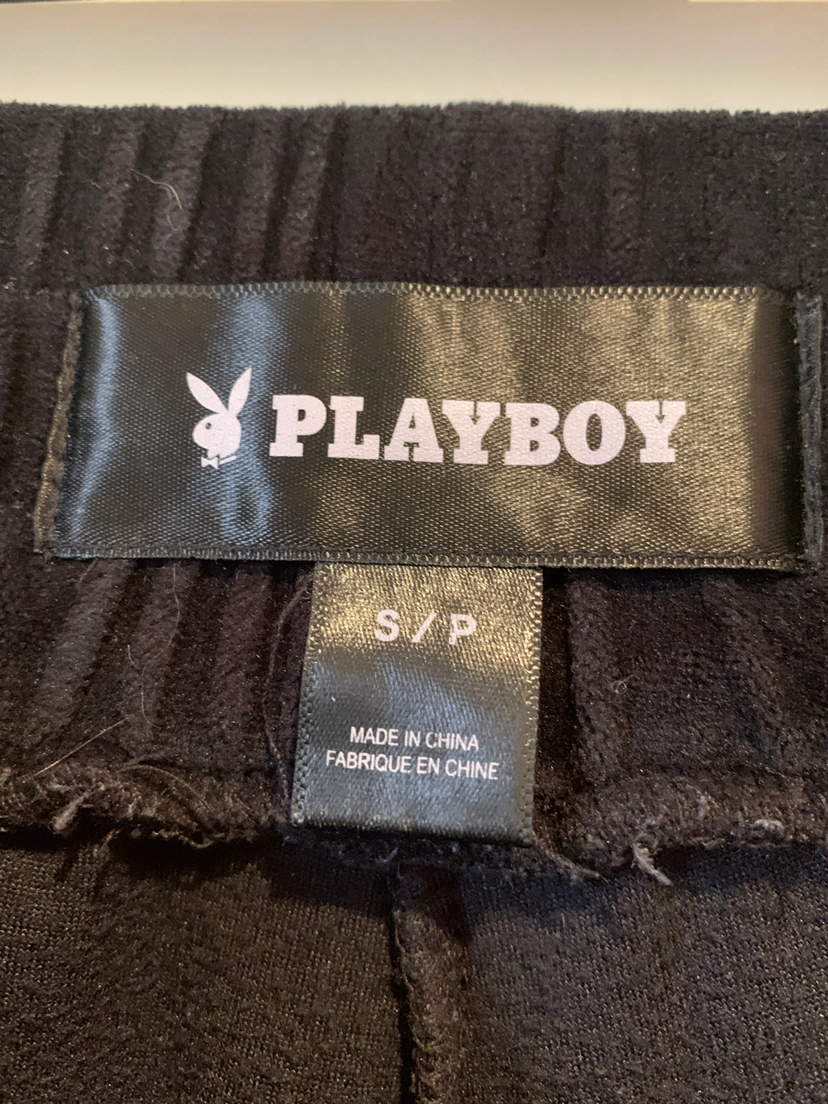 PLAYBOY
S / P
MADE IN CHINA
FABRIQUE EN CHINE